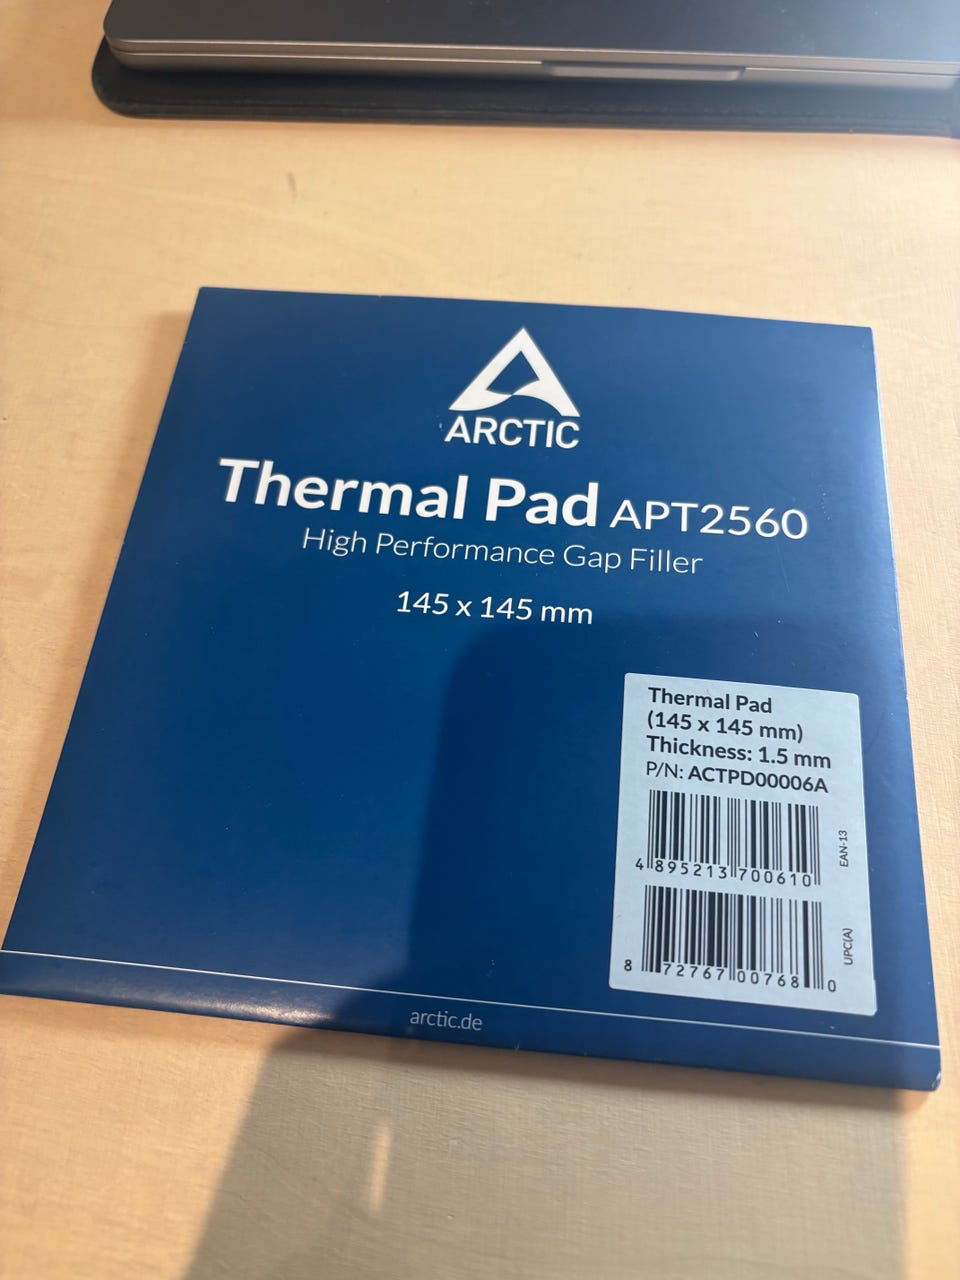 ARCTIC
Thermal Pad APT2560
High Performance Gap Filler
145 x 145 mm
Thermal Pad
(145 x 145 mm)
Thickness: 1.5 mm
P/N: ACTPD00006A
EAN-13
4 895213 700610
UPC(A)
8 72767 00768 0
arctic.de